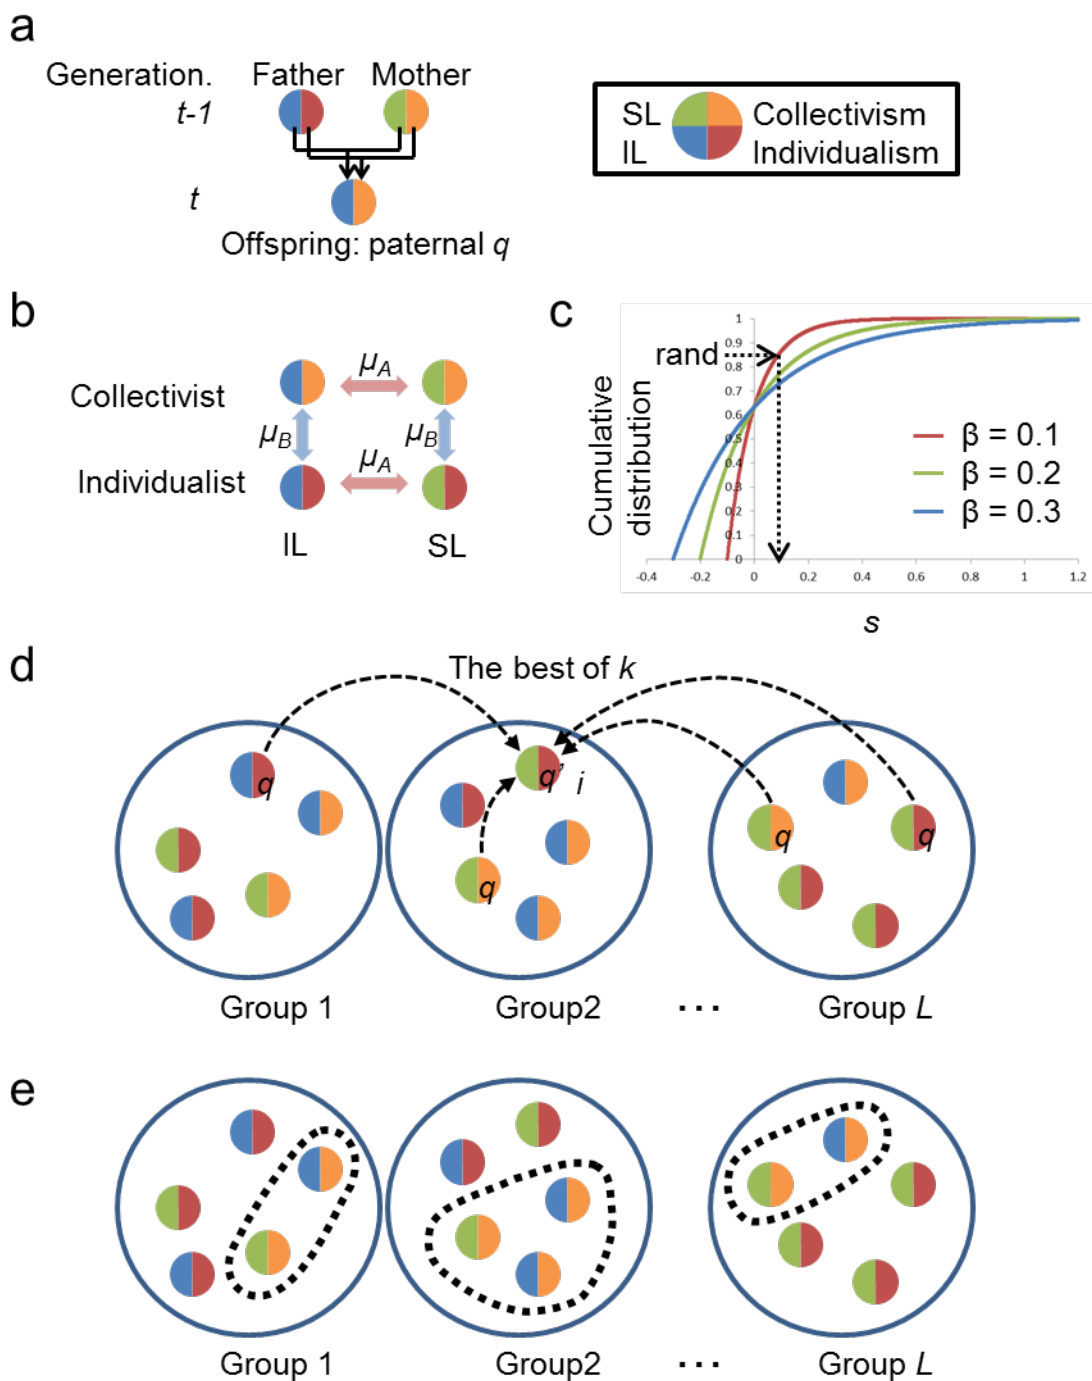 a
Generation. Father Mother
t-1
t
Offspring: paternal q
SL Collectivism
IL Individualism
b
Collectivist
Individualist
μA
μB μB
μA
IL SL
c
Cumulative
distribution
rand
1
0.9
0.8
0.7
0.6
0.5
0.4
0.3
0.2
0.1
0
-0.4 -0.2 0 0.2 0.4 0.6 0.8 1 1.2
s
β = 0.1
β = 0.2
β = 0.3
d
The best of k
q q' i q q q
Group 1 Group2 ... Group L
e
Group 1 Group2 ... Group L